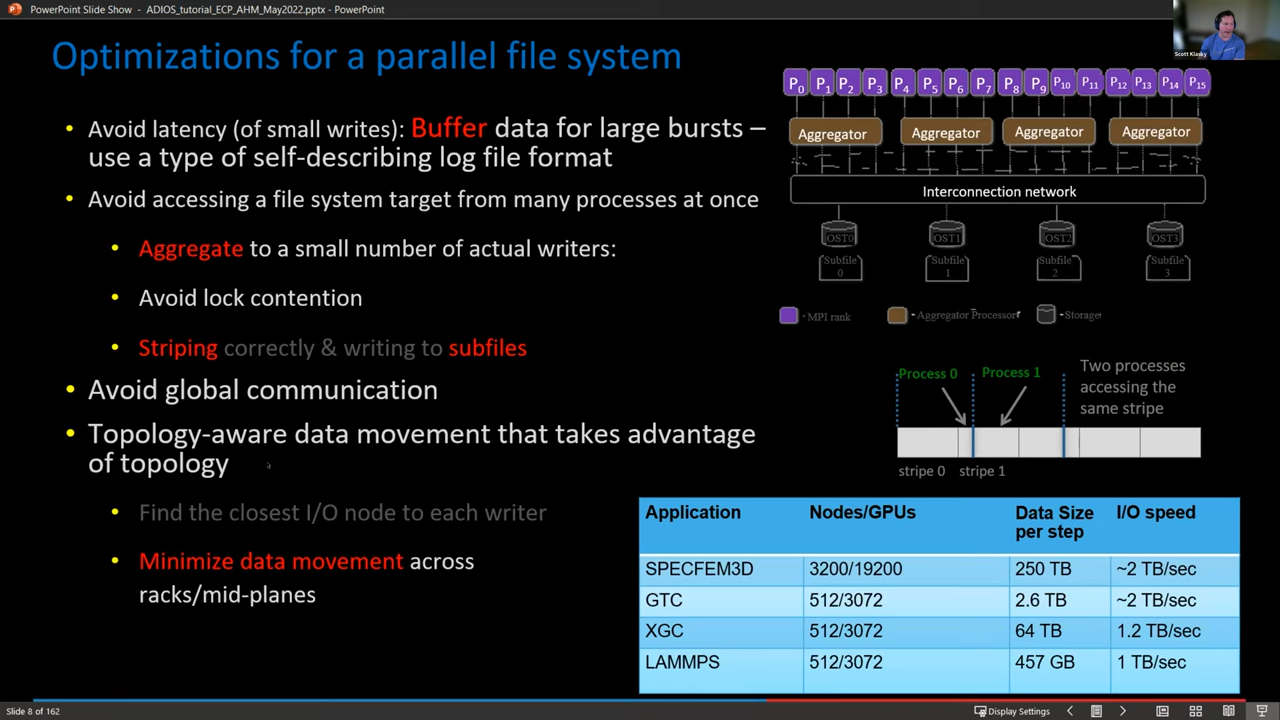 PowerPoint Slide Show - ADIOS_tutorial_ECP_AHM_May2022.pptx - PowerPoint
Scott Klasky
Optimizations for a parallel file system
• Avoid latency (of small writes): Buffer data for large bursts –
use a type of self-describing log file format
• Avoid accessing a file system target from many processes at once
• Aggregate to a small number of actual writers:
• Avoid lock contention
• Striping correctly & writing to subfiles
• Avoid global communication
• Topology-aware data movement that takes advantage
of topology
• Find the closest I/O node to each writer
• Minimize data movement across
racks/mid-planes
P0 P1 P2 P3 P4 P5 P6 P7 P8 P9 P10 P11 P12 P13 P14 P15
Aggregator Aggregator Aggregator Aggregator
Interconnection network
OST0 OST1 OST2 OST3
Subfile Subfile Subfile Subfile
0 1 2 3
- MPI rank - Aggregator Processor - Storage
Process 0 Process 1
Two processes
accessing the
same stripe
stripe 0 stripe 1
Application Nodes/GPUs Data Size per step I/O speed
SPECFEM3D 3200/19200 250 TB ~2 TB/sec
GTC 512/3072 2.6 TB ~2 TB/sec
XGC 512/3072 64 TB 1.2 TB/sec
LAMMPS 512/3072 457 GB 1 TB/sec
Slide 8 of 162
Display Settings